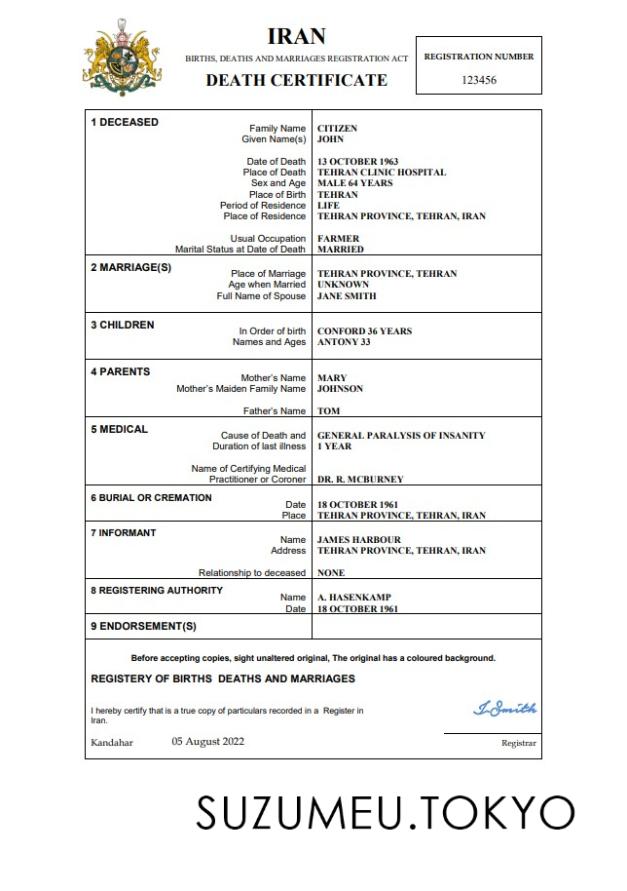 IRAN
BIRTHS, DEATHS AND MARRIAGES REGISTRATION ACT
DEATH CERTIFICATE
REGISTRATION NUMBER
123456
1 DECEASED
Family Name CITIZEN
Given Name(s) JOHN
Date of Death 13 OCTOBER 1963
Place of Death TEHRAN CLINIC HOSPITAL
Sex and Age MALE 64 YEARS
Place of Birth TEHRAN
Period of Residence LIFE
Place of Residence TEHRAN PROVINCE, TEHRAN, IRAN
Usual Occupation FARMER
Marital Status at Date of Death MARRIED
2 MARRIAGE(S)
Place of Marriage TEHRAN PROVINCE, TEHRAN
Age when Married UNKNOWN
Full Name of Spouse JANE SMITH
3 CHILDREN
In Order of birth CONFORD 36 YEARS
Names and Ages ANTONY 33
4 PARENTS
Mother's Name MARY
Mother's Maiden Family Name JOHNSON
Father's Name TOM
5 MEDICAL
Cause of Death and GENERAL PARALYSIS OF INSANITY
Duration of last illness 1 YEAR
Name of Certifying Medical
Practitioner or Coroner DR. R. MCBURNEY
6 BURIAL OR CREMATION
Date 18 OCTOBER 1961
Place TEHRAN PROVINCE, TEHRAN, IRAN
7 INFORMANT
Name JAMES HARBOUR
Address TEHRAN PROVINCE, TEHRAN, IRAN
Relationship to deceased NONE
8 REGISTERING AUTHORITY
Name A. HASENKAMP
Date 18 OCTOBER 1961
9 ENDORSEMENT(S)
Before accepting copies, sight unaltered original, The original has a coloured background.
REGISTERY OF BIRTHS DEATHS AND MARRIAGES
I hereby certify that is a true copy of particulars recorded in a Register in
Iran.
I.Smith
Kandahar 05 August 2022
Registrar
SUZUMEU.TOKYO